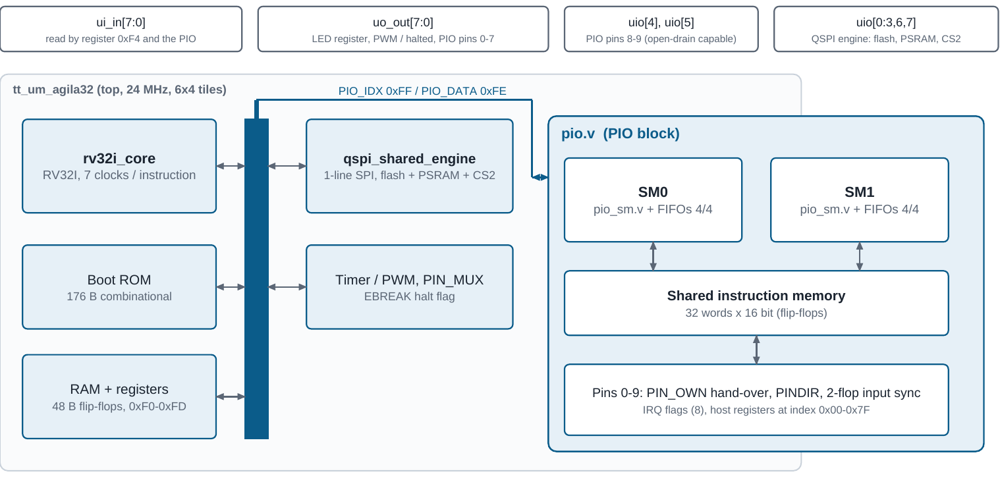 ui_in[7:0]
read by register 0xF4 and the PIO
uo_out[7:0]
LED register, PWM / halted, PIO pins 0-7
uio[4], uio[5]
PIO pins 8-9 (open-drain capable)
uio[0:3,6,7]
QSPI engine: flash, PSRAM, CS2
tt_um_agila32 (top, 24 MHz, 6x4 tiles)
PIO_IDX 0xFF / PIO_DATA 0xFE
rv32i_core
RV32I, 7 clocks / instruction
qspi_shared_engine
1-line SPI, flash + PSRAM + CS2
Boot ROM
176 B combinational
Timer / PWM, PIN_MUX
EBREAK halt flag
RAM + registers
48 B flip-flops, 0xF0-0xFD
pio.v (PIO block)
SM0
pio_sm.v + FIFOs 4/4
SM1
pio_sm.v + FIFOs 4/4
Shared instruction memory
32 words x 16 bit (flip-flops)
Pins 0-9: PIN_OWN hand-over, PINDIR, 2-flop input sync
IRQ flags (8), host registers at index 0x00-0x7F